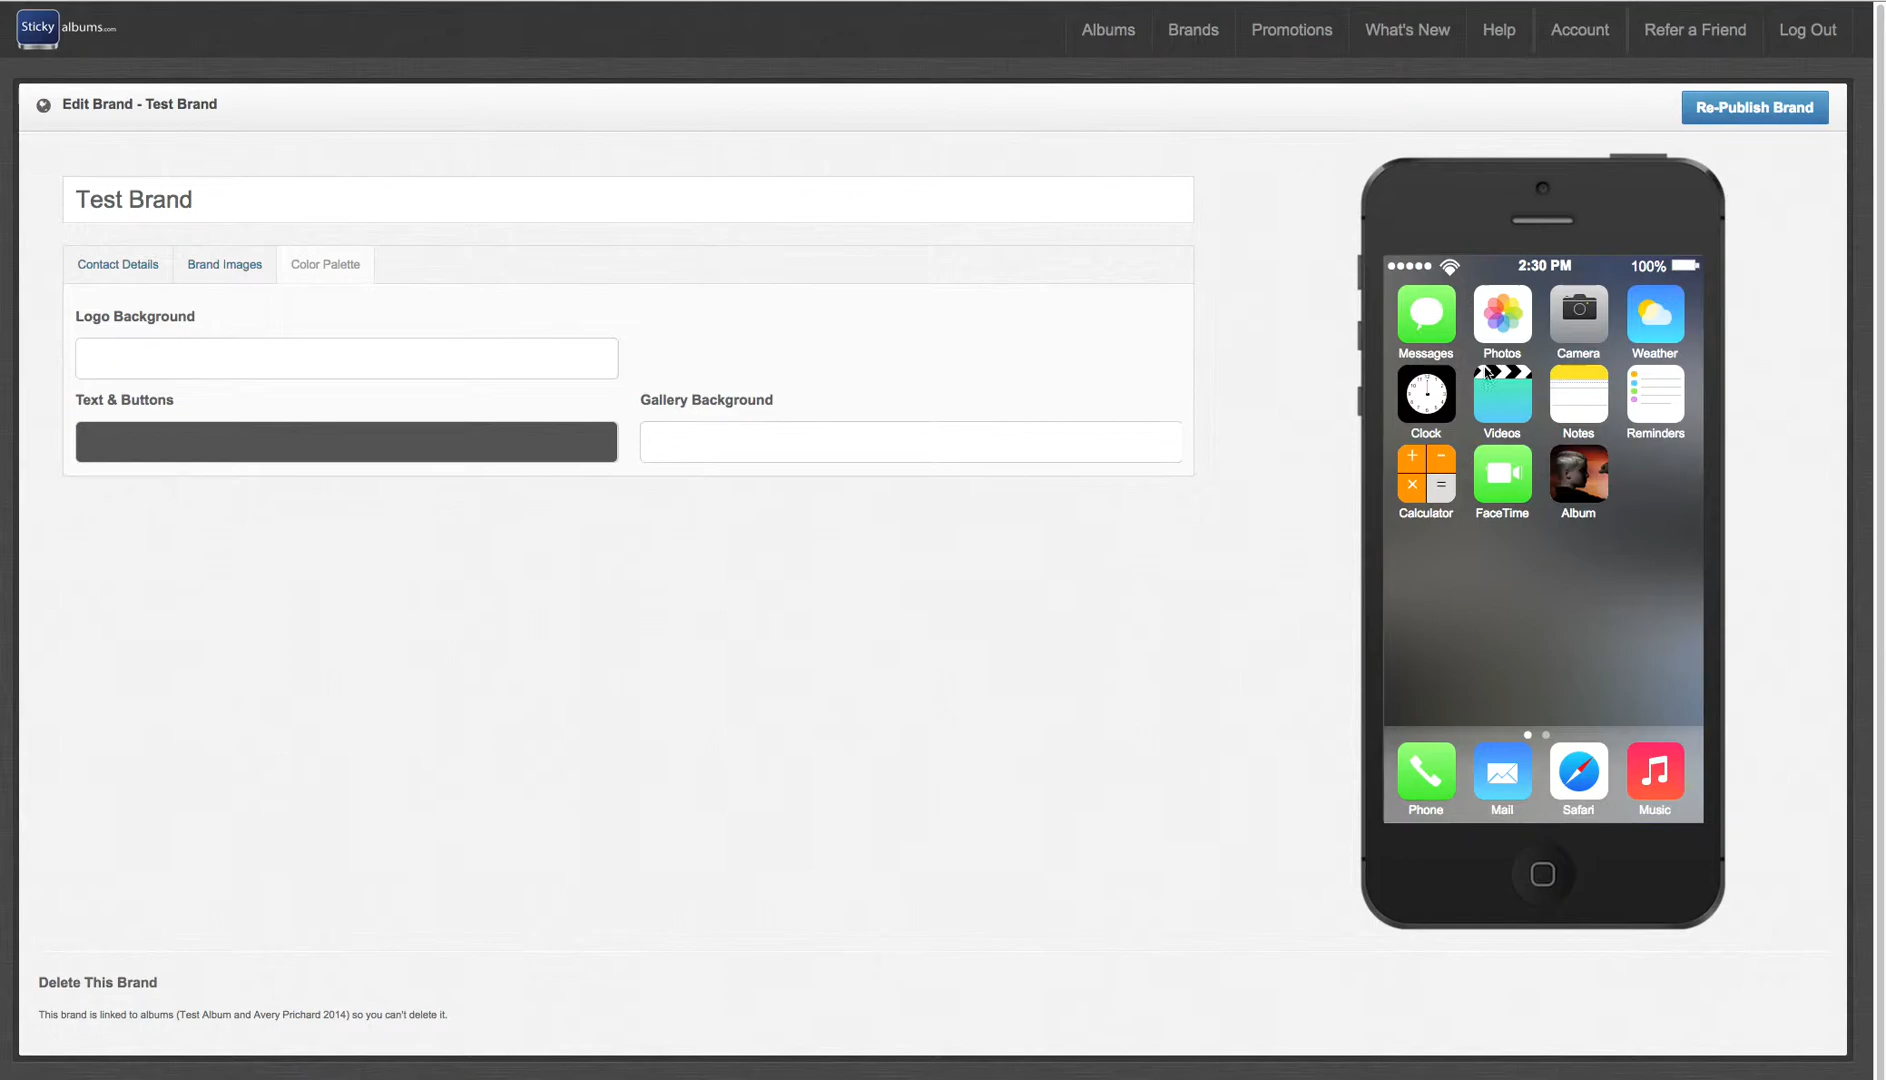 Sticky albums.com
Albums Brands Promotions What's New Help Account Refer a Friend Log Out
Edit Brand - Test Brand
Re-Publish Brand
Test Brand
Contact Details Brand Images Color Palette
Logo Background
Text & Buttons Gallery Background
2:30 PM 100%
Messages Photos Camera Weather
Clock Videos Notes Reminders
Calculator FaceTime Album
Phone Mail Safari Music
Delete This Brand
This brand is linked to albums (Test Album and Avery Prichard 2014) so you can't delete it.